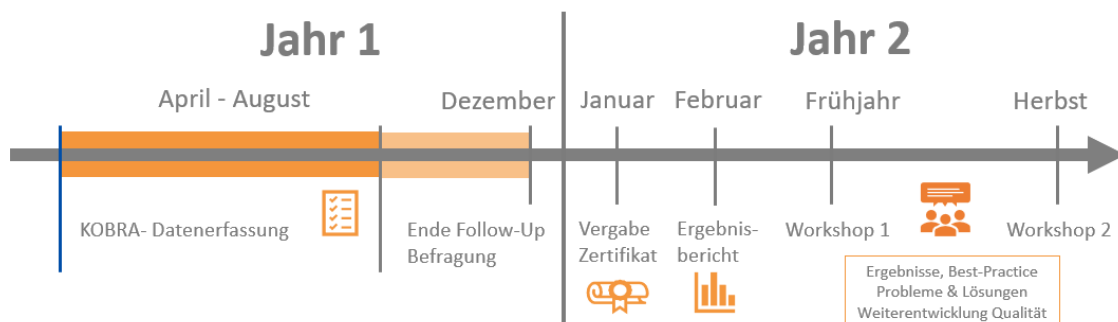 Jahr 1
Jahr 2
April - August
Dezember
Januar
Februar
Frühjahr
Herbst
KOBRA- Datenerfassung
Ende Follow-Up
Befragung
Vergabe
Zertifikat
Ergebnis-
bericht
Workshop 1
Workshop 2
Ergebnisse, Best-Practice
Probleme & Lösungen
Weiterentwicklung Qualität